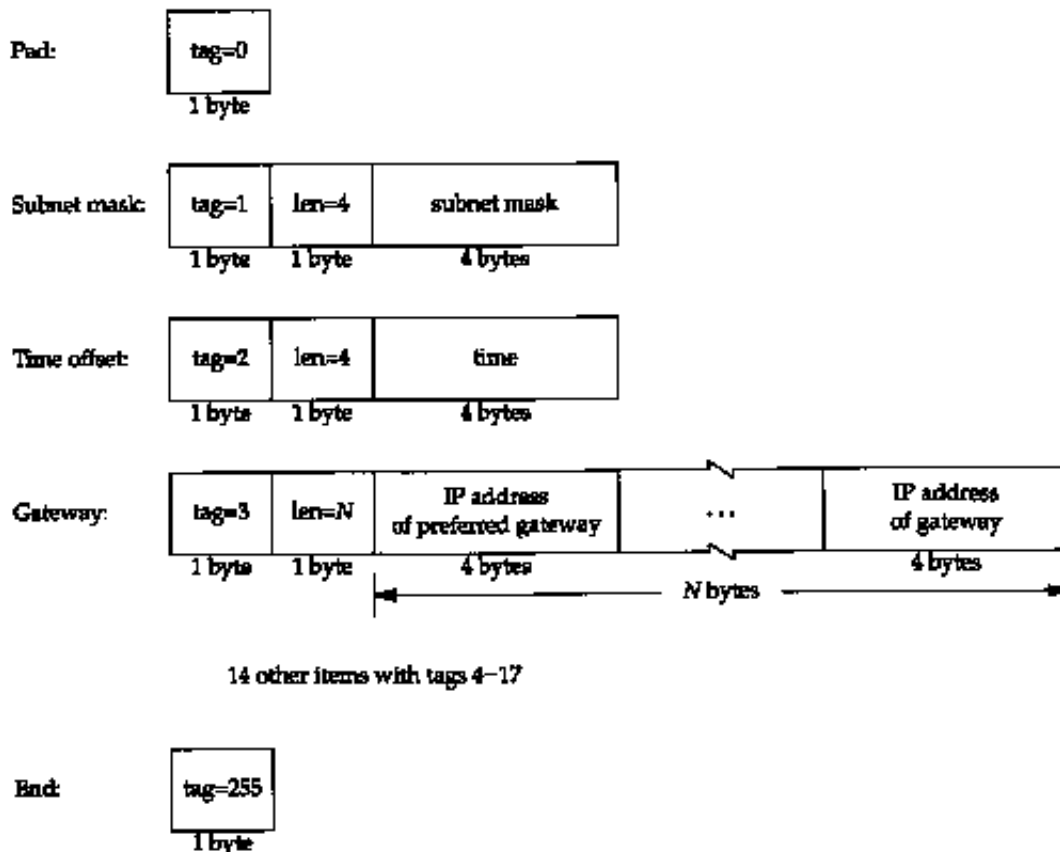 Pad: tag=0
1 byte
Subnet mask: tag=1 len=4 subnet mask
1 byte 1 byte 4 bytes
Time offset: tag=2 len=4 time
1 byte 1 byte 4 bytes
Gateway: tag=3 len=N IP address of preferred gateway ... IP address of gateway
1 byte 1 byte 4 bytes 4 bytes
N bytes
14 other items with tags 4–17
End: tag=255
1 byte